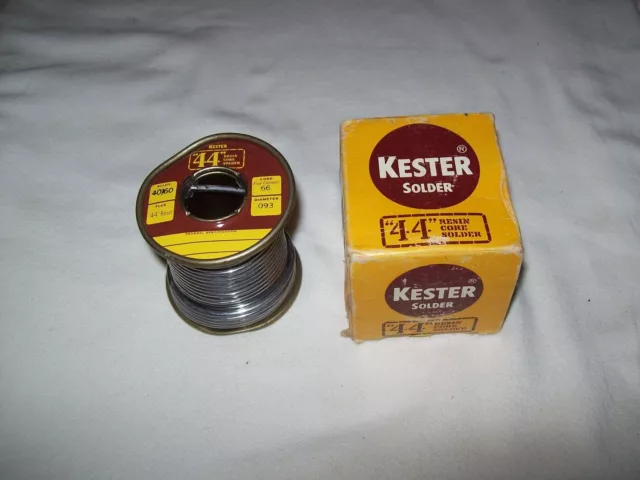 KESTER
"44" RESIN
CORE
SOLDER
ALLOY
40/60
FLUX
"44" Resin
CORE
66
DIAMETER
.093
KESTER®
SOLDER
"44" RESIN
CORE
SOLDER
KESTER®
SOLDER
"44" RESIN
CORE
SOLDER